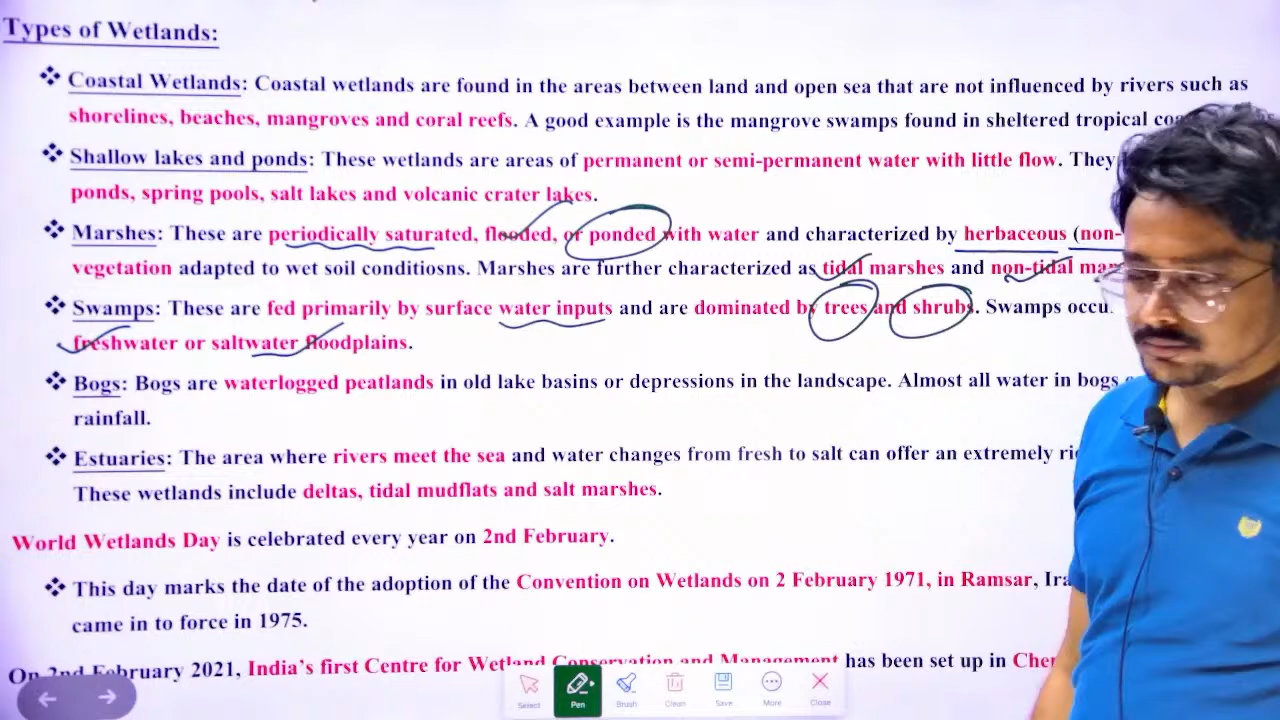 Types of Wetlands:
❖ Coastal Wetlands: Coastal wetlands are found in the areas between land and open sea that are not influenced by rivers such as
shorelines, beaches, mangroves and coral reefs. A good example is the mangrove swamps found in sheltered tropical
❖ Shallow lakes and ponds: These wetlands are areas of permanent or semi-permanent water with little flow. They
ponds, spring pools, salt lakes and volcanic crater lakes.
❖ Marshes: These are periodically saturated, flooded, or ponded with water and characterized by herbaceous (non-
vegetation adapted to wet soil conditiosns. Marshes are further characterized as tidal marshes and non-tidal
❖ Swamps: These are fed primarily by surface water inputs and are dominated by trees and shrubs. Swamps
freshwater or saltwater floodplains.
❖ Bogs: Bogs are waterlogged peatlands in old lake basins or depressions in the landscape. Almost all water in bogs
rainfall.
❖ Estuaries: The area where rivers meet the sea and water changes from fresh to salt can offer an extremely
These wetlands include deltas, tidal mudflats and salt marshes.
World Wetlands Day is celebrated every year on 2nd February.
❖ This day marks the date of the adoption of the Convention on Wetlands on 2 February 1971, in Ramsar,
came in to force in 1975.
On 2nd February 2021, India's first Centre for Wetland Conservation and Management has been set up in
Select Pen Brush Clean Save More Close